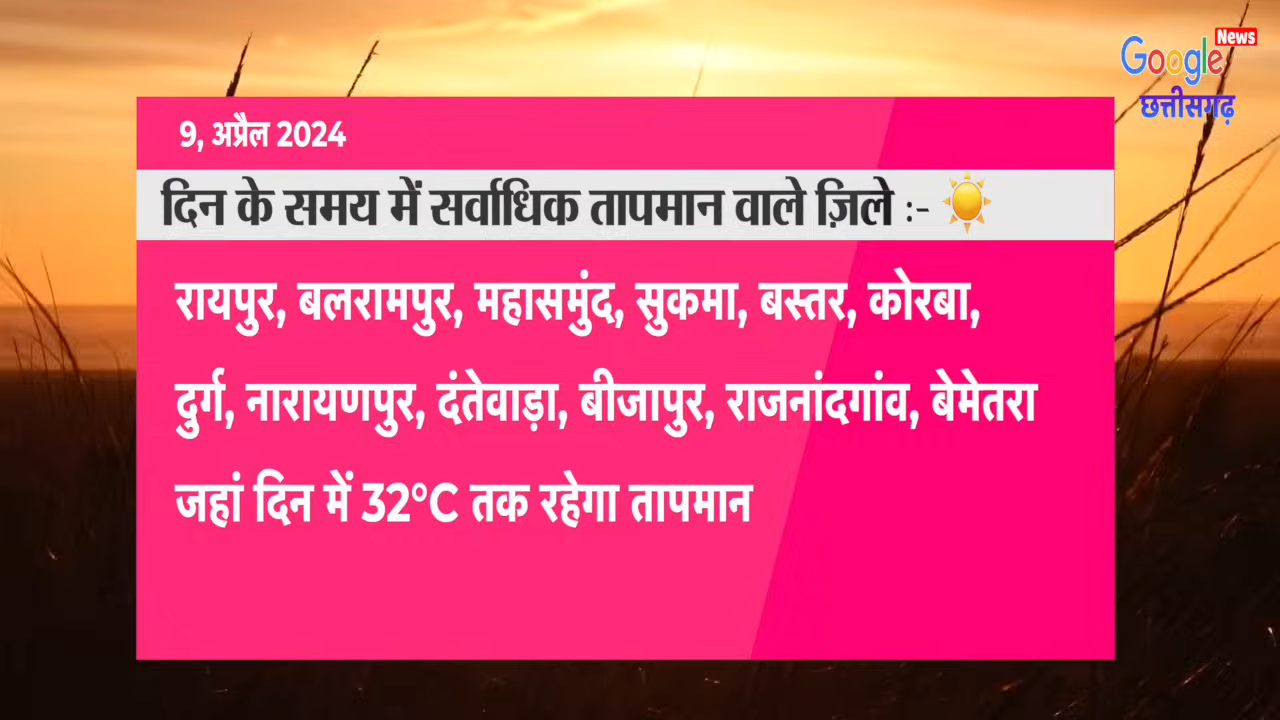 Google News
छत्तीसगढ़
9, अप्रैल 2024
दिन के समय में सर्वाधिक तापमान वाले ज़िले :-
रायपुर, बलरामपुर, महासमुंद, सुकमा, बस्तर, कोरबा,
दुर्ग, नारायणपुर, दंतेवाड़ा, बीजापुर, राजनांदगांव, बेमेतरा
जहां दिन में 32°C तक रहेगा तापमान